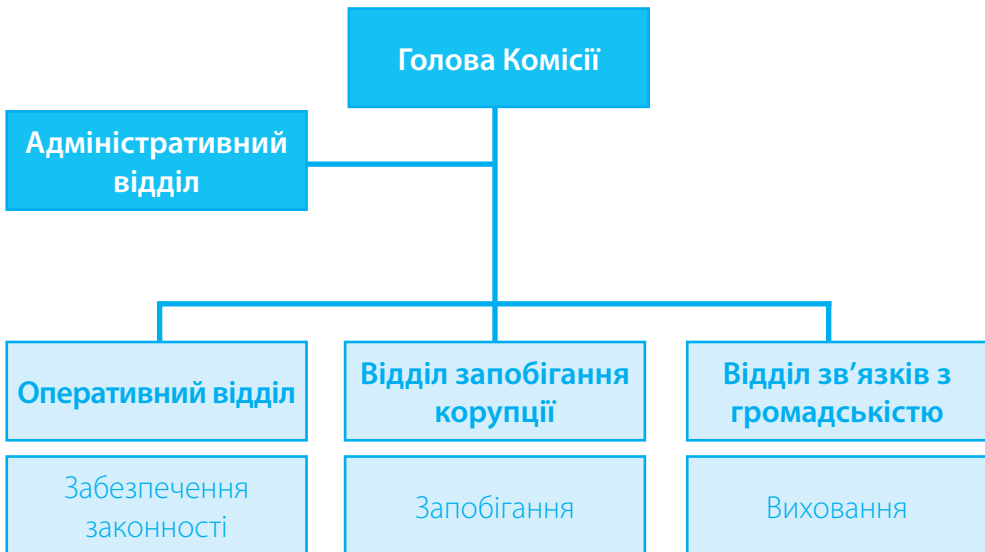 Голова Комісії
Адміністративний
відділ
Оперативний відділ
Відділ запобігання
корупції
Відділ зв’язків з
громадськістю
Забезпечення
законності
Запобігання
Виховання